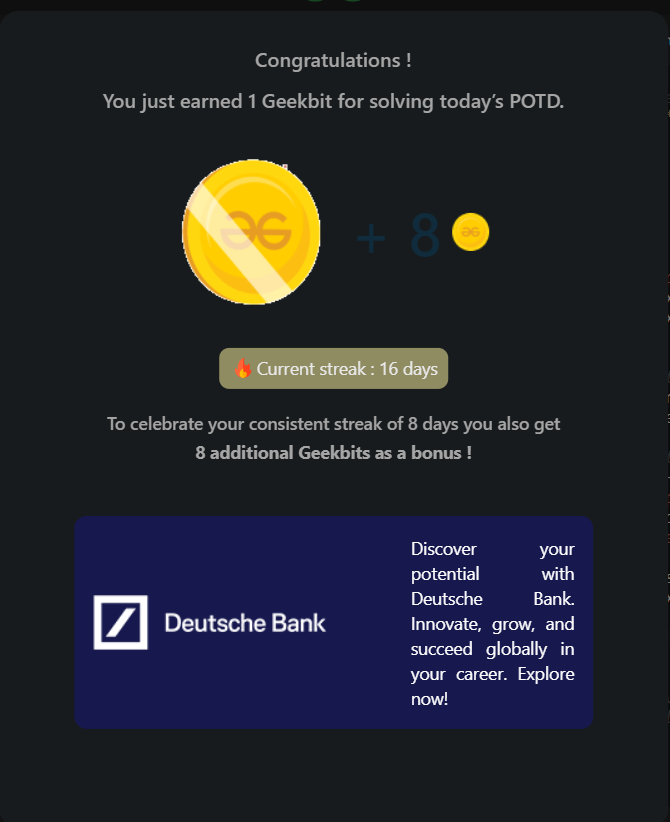 Congratulations !
You just earned 1 Geekbit for solving today’s POTD.
+ 8
🔥Current streak : 16 days
To celebrate your consistent streak of 8 days you also get
8 additional Geekbits as a bonus !
Deutsche Bank
Discover your
potential with
Deutsche Bank.
Innovate, grow, and
succeed globally in
your career. Explore
now!